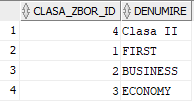 CLASA_ZBOR_ID DENUMIRE
1 4 Clasa II
2 1 FIRST
3 2 BUSINESS
4 3 ECONOMY